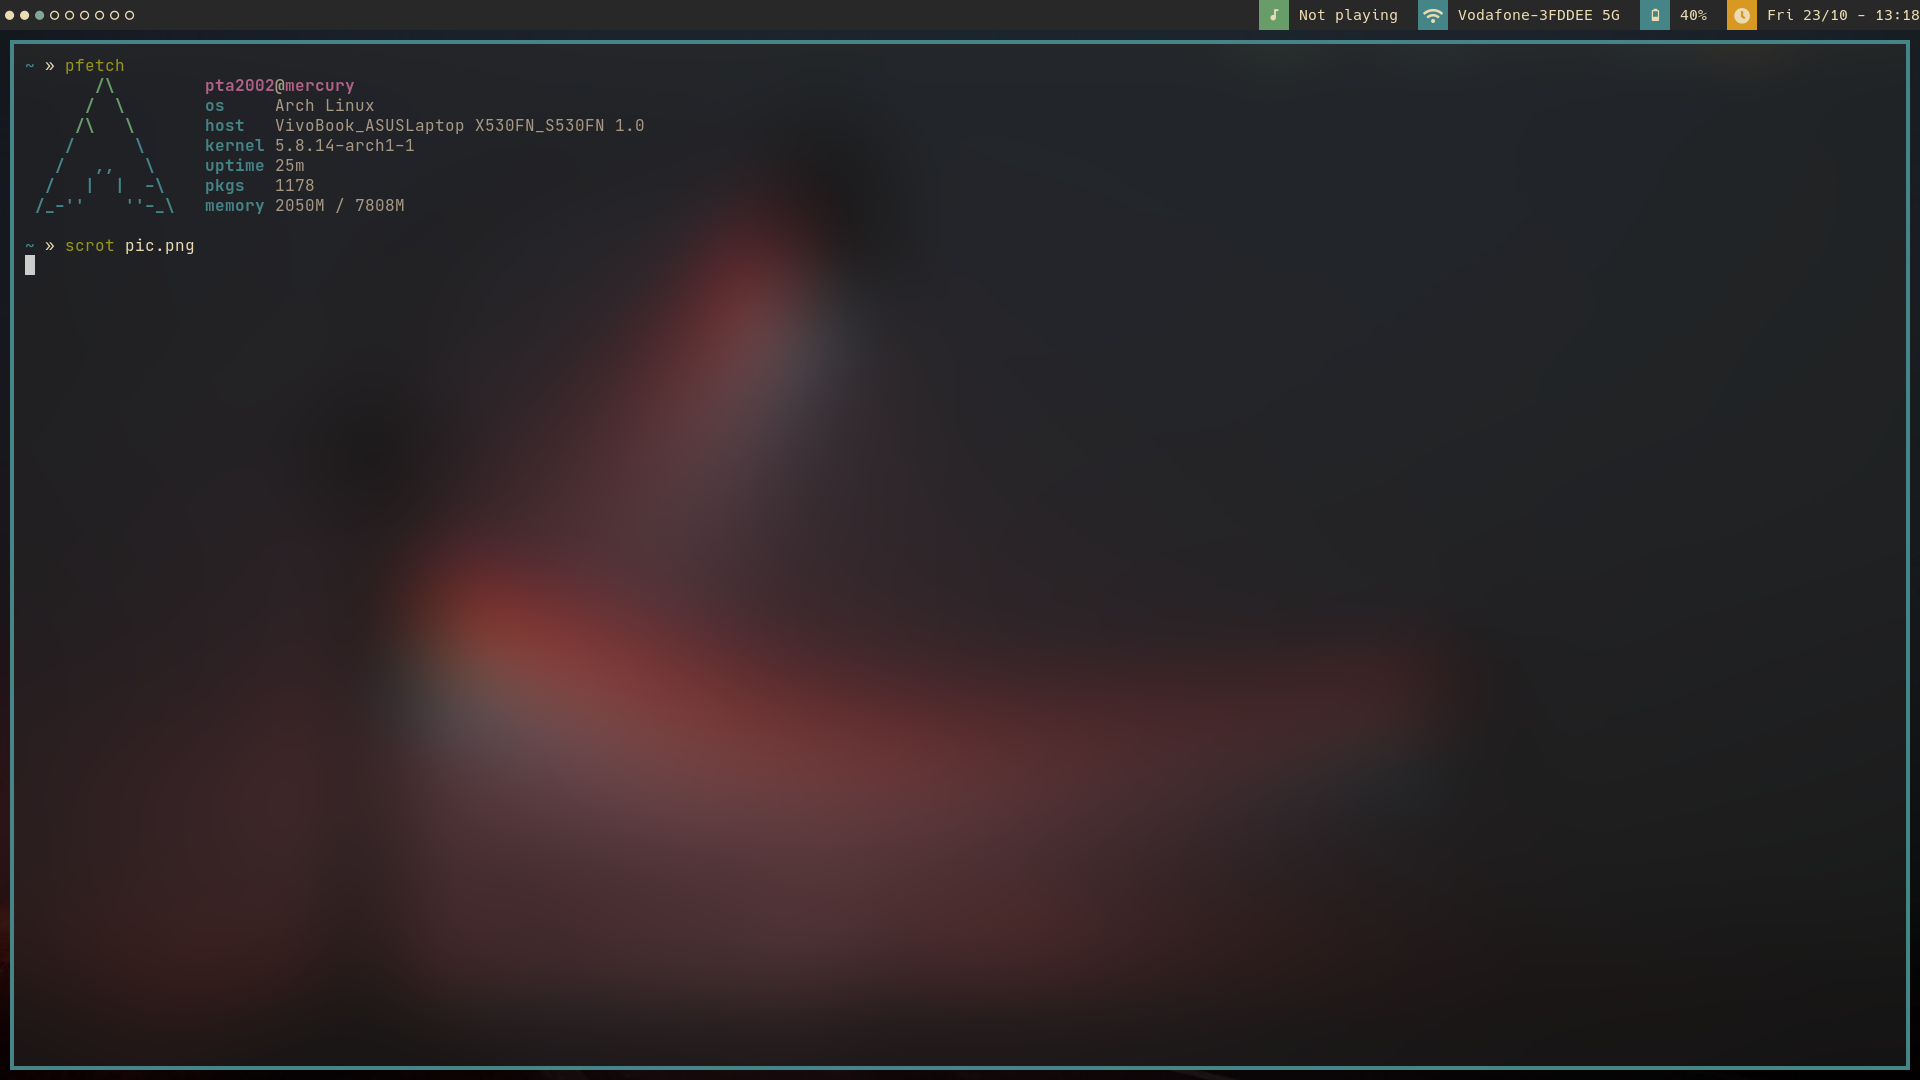 Not playing Vodafone-3FDDEE 5G 40% Fri 23/10 - 13:18
~ » pfetch
pta2002@mercury
os Arch Linux
host VivoBook_ASUSLaptop X530FN_S530FN 1.0
kernel 5.8.14-arch1-1
uptime 25m
pkgs 1178
memory 2050M / 7808M
~ » scrot pic.png